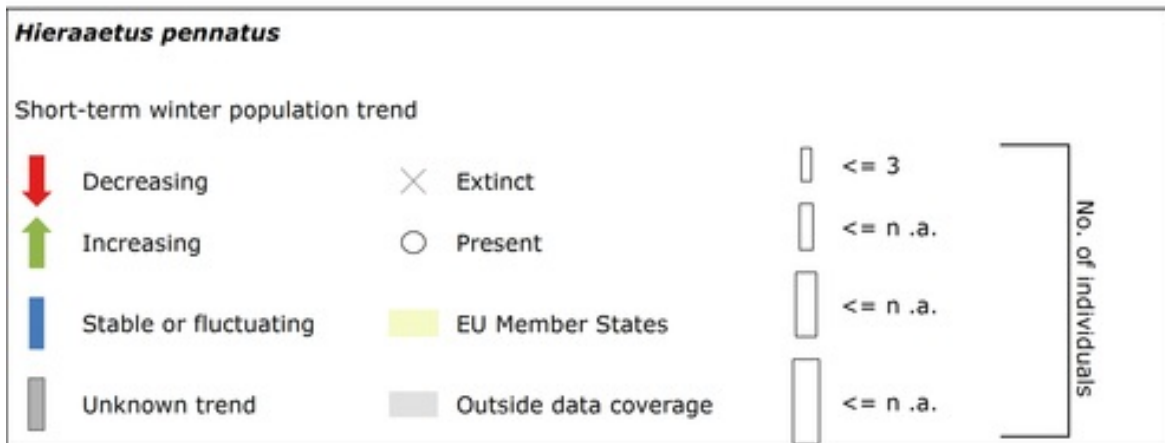 Hieraaetus pennatus
Short-term winter population trend
Decreasing
Extinct
<= 3
Increasing
Present
<= n .a.
Stable or fluctuating
EU Member States
<= n .a.
Unknown trend
Outside data coverage
<= n .a.
No. of individuals